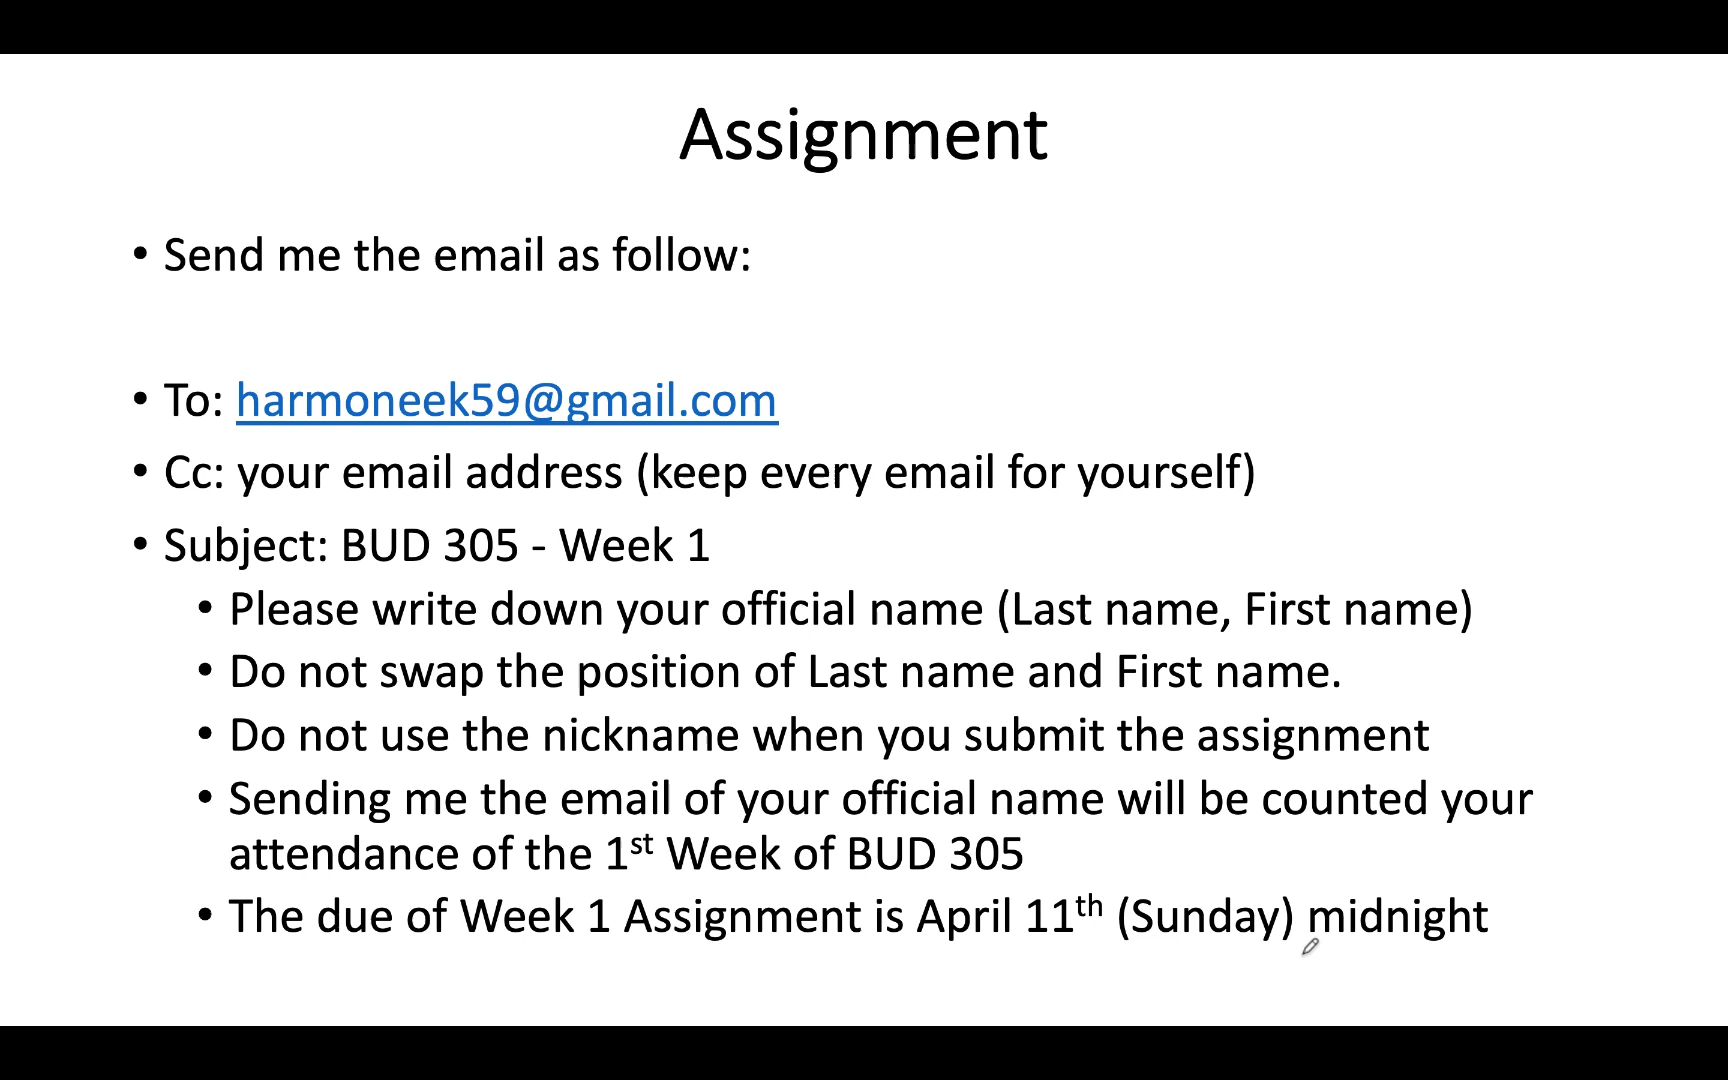 Assignment
• Send me the email as follow:
• To: harmoneek59@gmail.com
• Cc: your email address (keep every email for yourself)
• Subject: BUD 305 - Week 1
• Please write down your official name (Last name, First name)
• Do not swap the position of Last name and First name.
• Do not use the nickname when you submit the assignment
• Sending me the email of your official name will be counted your
attendance of the 1st Week of BUD 305
• The due of Week 1 Assignment is April 11th (Sunday) midnight